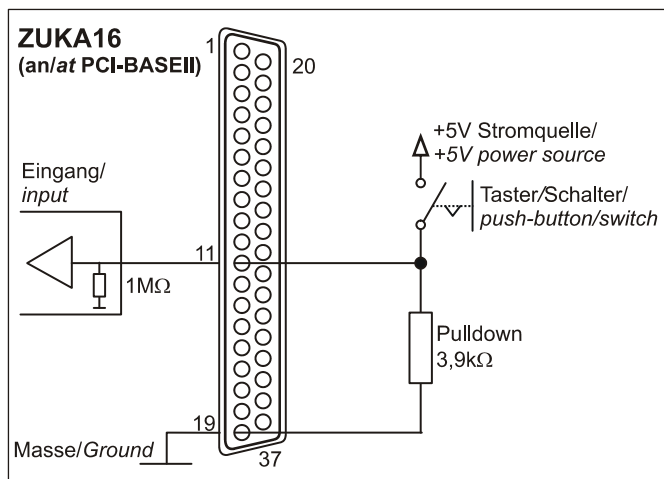 ZUKA16
(an/at PCI-BASEII)
1
20
+5V Stromquelle/
+5V power source
Eingang/
input
Taster/Schalter/
push-button/switch
11
1MΩ
Pulldown
3,9kΩ
19
Masse/Ground
37